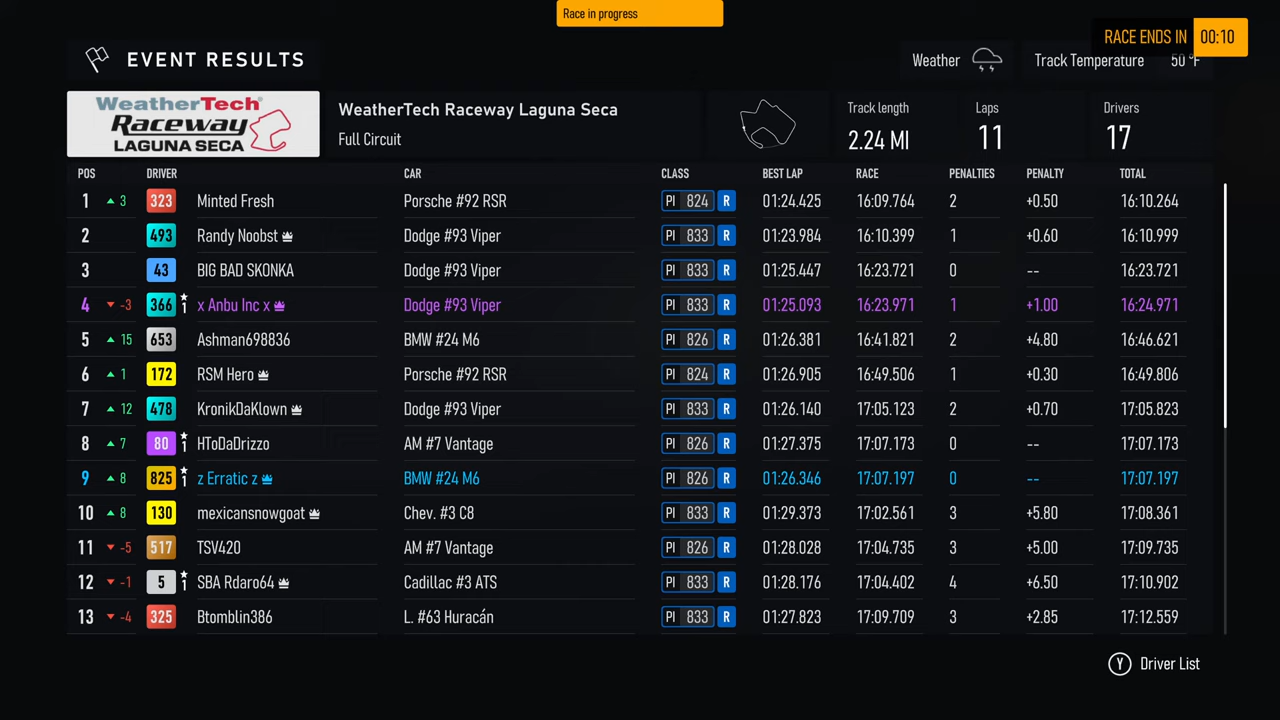 Race in progress
RACE ENDS IN 00:10
EVENT RESULTS
Weather Track Temperature 50 °F
WeatherTech®
Raceway
LAGUNA SECA
WeatherTech Raceway Laguna Seca
Full Circuit
Track length Laps Drivers
2.24 MI 11 17
POS DRIVER CAR CLASS BEST LAP RACE PENALTIES PENALTY TOTAL
1 3 323 Minted Fresh Porsche #92 RSR PI 824 R 01:24.425 16:09.764 2 +0.50 16:10.264
2 493 Randy Noobst Dodge #93 Viper PI 833 R 01:23.984 16:10.399 1 +0.60 16:10.999
3 43 BIG BAD SKONKA Dodge #93 Viper PI 833 R 01:25.447 16:23.721 0 -- 16:23.721
4 -3 366 1 x Anbu Inc x Dodge #93 Viper PI 833 R 01:25.093 16:23.971 1 +1.00 16:24.971
5 15 653 Ashman698836 BMW #24 M6 PI 826 R 01:26.381 16:41.821 2 +4.80 16:46.621
6 1 172 RSM Hero Porsche #92 RSR PI 824 R 01:26.905 16:49.506 1 +0.30 16:49.806
7 12 478 KronikDaKlown Dodge #93 Viper PI 833 R 01:26.140 17:05.123 2 +0.70 17:05.823
8 7 80 1 HToDaDrizzo AM #7 Vantage PI 826 R 01:27.375 17:07.173 0 -- 17:07.173
9 8 825 1 z Erratic z BMW #24 M6 PI 826 R 01:26.346 17:07.197 0 -- 17:07.197
10 8 130 mexicansnowgoat Chev. #3 C8 PI 833 R 01:29.373 17:02.561 3 +5.80 17:08.361
11 -5 517 TSV420 AM #7 Vantage PI 826 R 01:28.028 17:04.735 3 +5.00 17:09.735
12 -1 5 1 SBA Rdaro64 Cadillac #3 ATS PI 833 R 01:28.176 17:04.402 4 +6.50 17:10.902
13 -4 325 Btomblin386 L. #63 Huracán PI 833 R 01:27.823 17:09.709 3 +2.85 17:12.559
Y Driver List